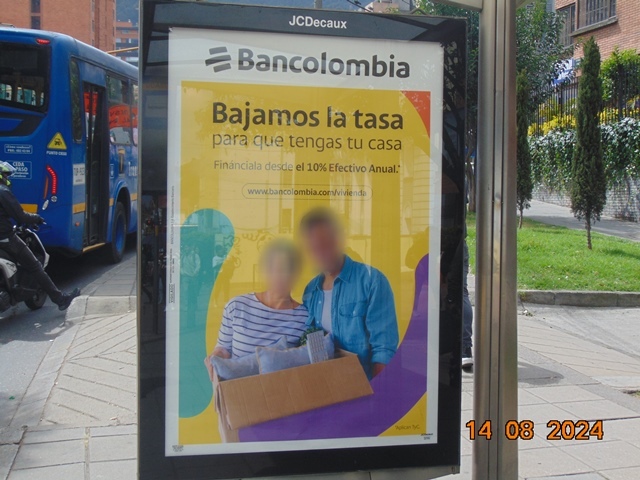 JCDecaux
Bancolombia
Bajamos la tasa
para que tengas tu casa
Financiala desde el 10% Efectivo Anual.*
www.bancolombia.com/vivienda
14 08 2024